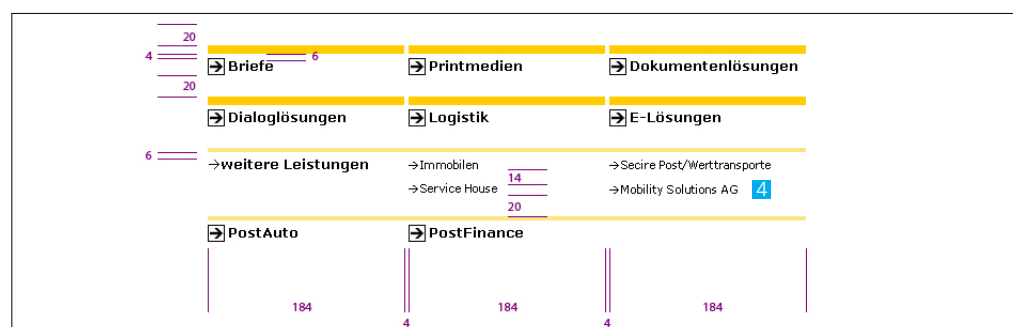 20
4 6
→ Briefe → Printmedien → Dokumentenlösungen
20
→ Dialoglösungen → Logistik → E-Lösungen
6
→weitere Leistungen →Immobilen →Secire Post/Werttransporte
14
→Service House →Mobility Solutions AG 4
20
→ PostAuto → PostFinance
184 184 184
4 4